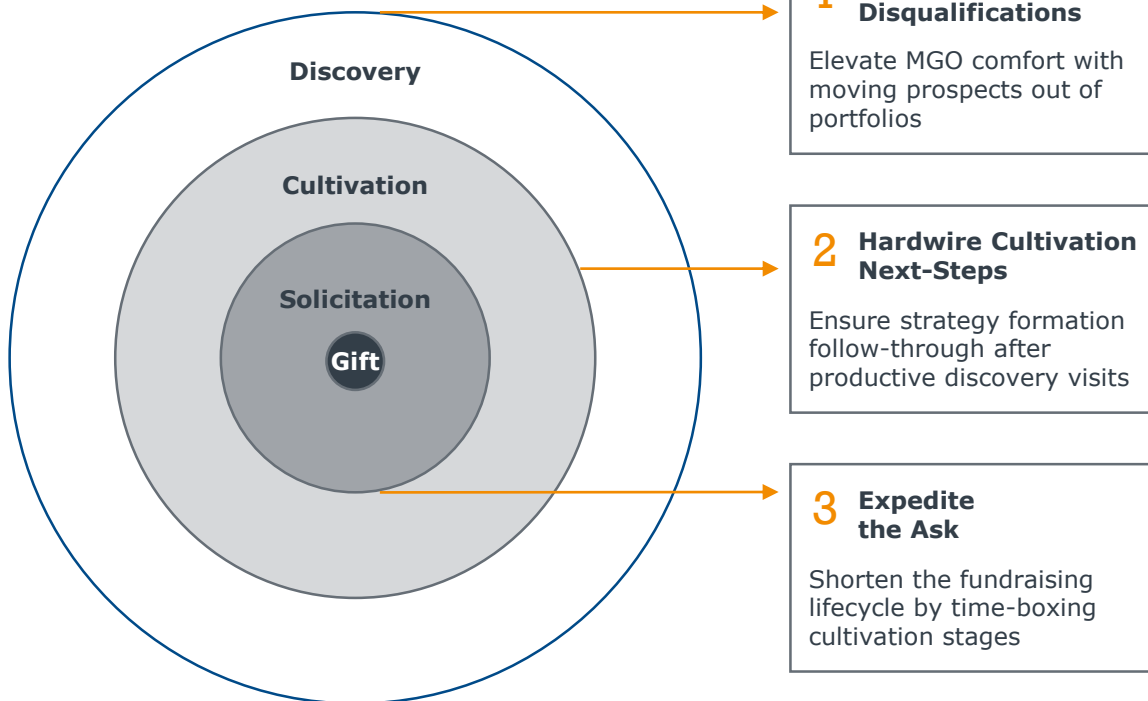 Discovery
Cultivation
Solicitation
Gift
1
Disqualifications
Elevate MGO comfort with
moving prospects out of
portfolios
2 Hardwire Cultivation
Next-Steps
Ensure strategy formation
follow-through after
productive discovery visits
3 Expedite
the Ask
Shorten the fundraising
lifecycle by time-boxing
cultivation stages